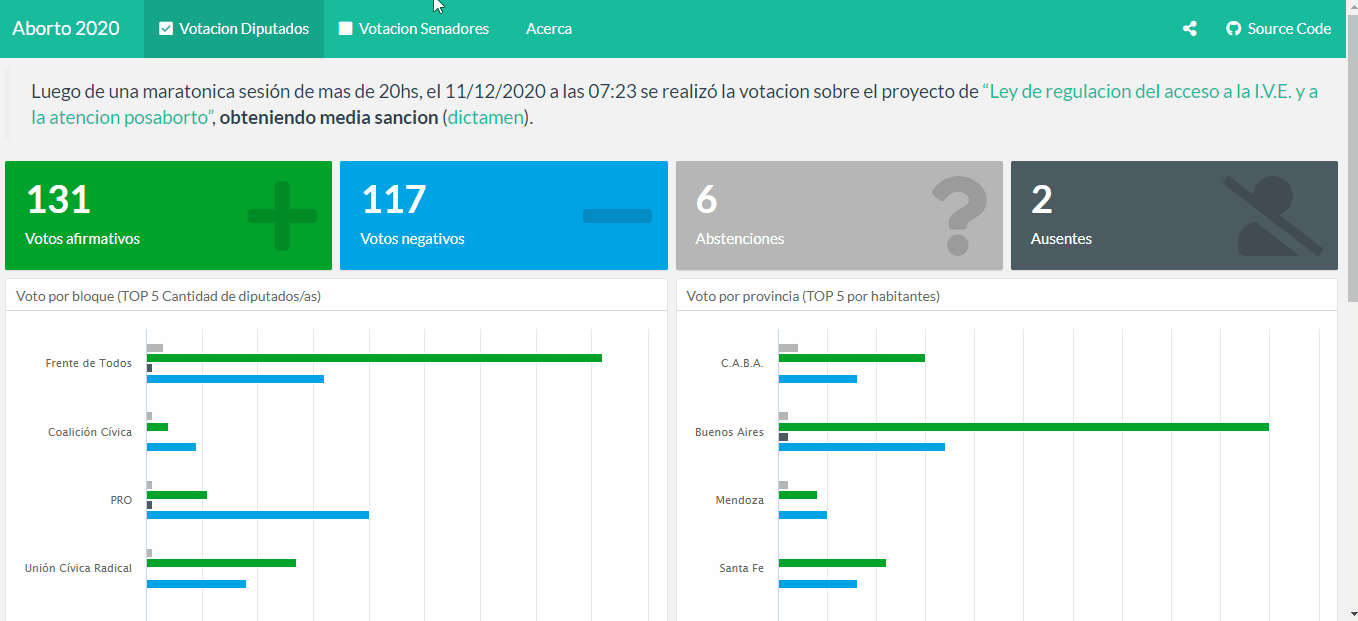 Aborto 2020
Votacion Diputados
Votacion Senadores
Acerca
Source Code
Luego de una maratonica sesión de mas de 20hs, el 11/12/2020 a las 07:23 se realizó la votacion sobre el proyecto de “Ley de regulacion del acceso a la I.V.E. y a
la atencion posaborto”, obteniendo media sancion (dictamen).
131
Votos afirmativos
117
Votos negativos
6
Abstenciones
2
Ausentes
Voto por bloque (TOP 5 Cantidad de diputados/as)
Frente de Todos
Coalición Cívica
PRO
Unión Cívica Radical
Voto por provincia (TOP 5 por habitantes)
C.A.B.A.
Buenos Aires
Mendoza
Santa Fe